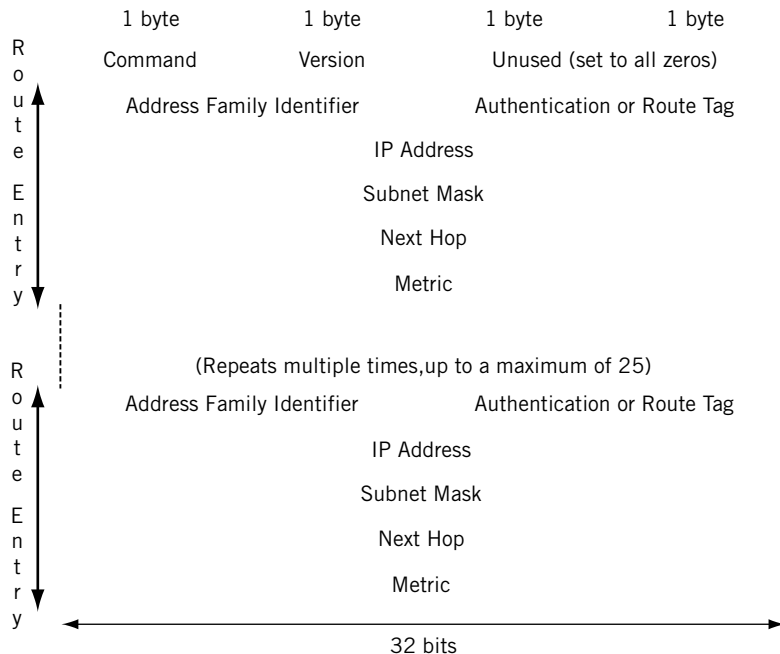 1 byte 1 byte 1 byte 1 byte
Command Version Unused (set to all zeros)
Route Entry
Address Family Identifier Authentication or Route Tag
IP Address
Subnet Mask
Next Hop
Metric
(Repeats multiple times,up to a maximum of 25)
Route Entry
Address Family Identifier Authentication or Route Tag
IP Address
Subnet Mask
Next Hop
Metric
32 bits